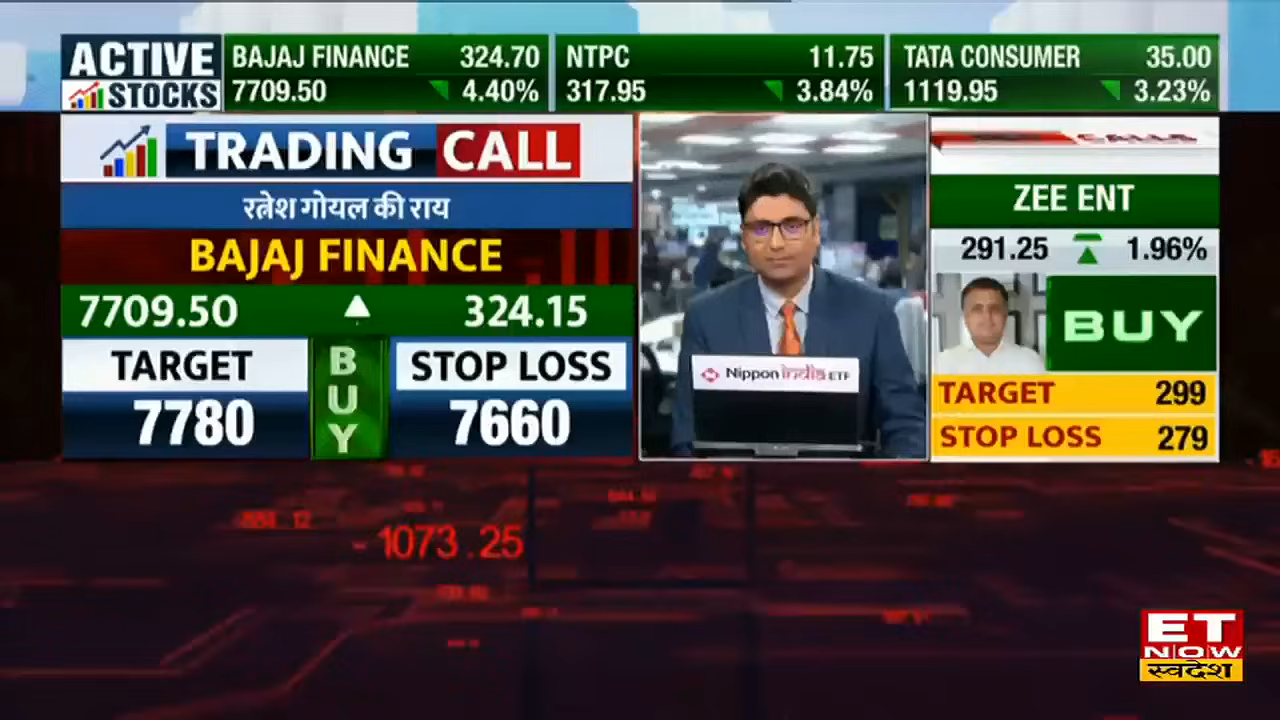 ACTIVE
STOCKS
BAJAJ FINANCE 324.70
7709.50 4.40%
NTPC 11.75
317.95 3.84%
TATA CONSUMER 35.00
1119.95 3.23%
TRADING CALL
रत्नेश गोयल की राय
BAJAJ FINANCE
7709.50 324.15
TARGET
7780
BUY
STOP LOSS
7660
Nippon india ETF
CALLS
ZEE ENT
291.25 1.96%
BUY
TARGET 299
STOP LOSS 279
-1073.25
ET
NOW
स्वदेश